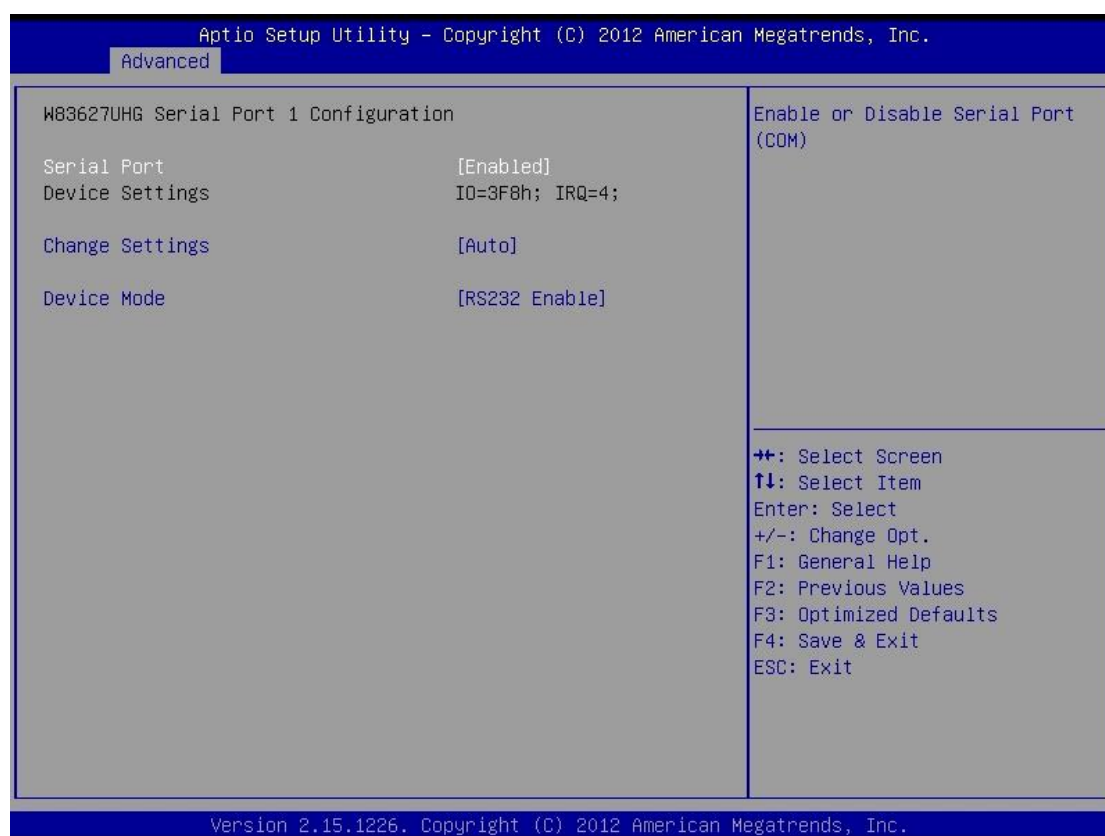 Aptio Setup Utility – Copyright (C) 2012 American Megatrends, Inc.
Advanced
W83627UHG Serial Port 1 Configuration
Serial Port [Enabled]
Device Settings IO=3F8h; IRQ=4;
Change Settings [Auto]
Device Mode [RS232 Enable]
Enable or Disable Serial Port
(COM)
→←: Select Screen
↑↓: Select Item
Enter: Select
+/-: Change Opt.
F1: General Help
F2: Previous Values
F3: Optimized Defaults
F4: Save & Exit
ESC: Exit
Version 2.15.1226. Copyright (C) 2012 American Megatrends, Inc.